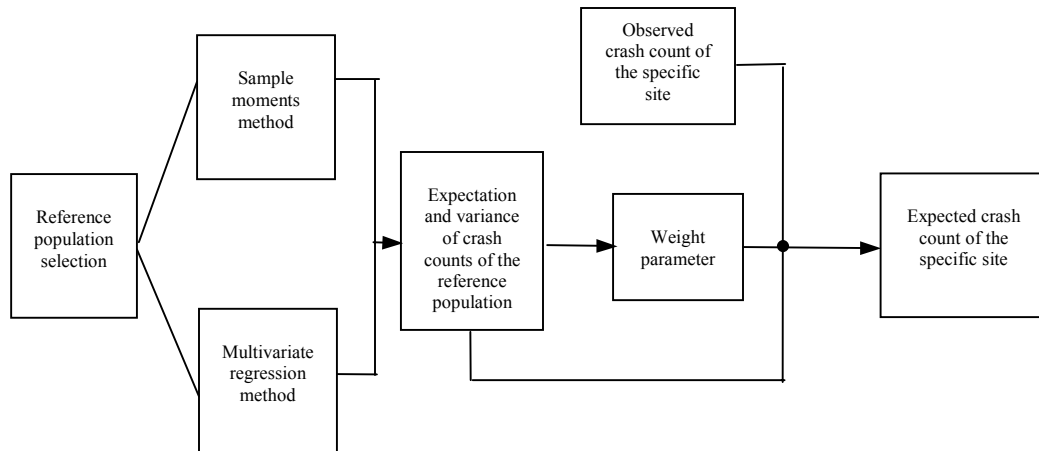 Reference
population
selection
Sample
moments
method
Multivariate
regression
method
Expectation
and variance
of crash
counts of the
reference
population
Observed
crash count of
the specific
site
Weight
parameter
Expected crash
count of the
specific site